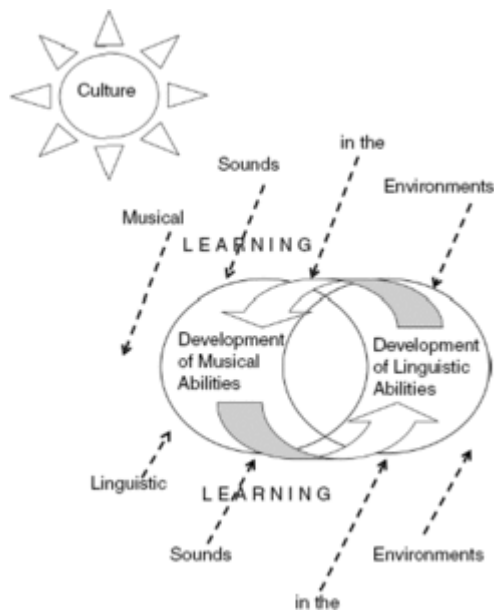 Culture
in the
Sounds
Environments
Musical
LEARNING
Development
of Musical
Abilities
Development
of Linguistic
Abilities
Linguistic
LEARNING
Sounds
Environments
in the